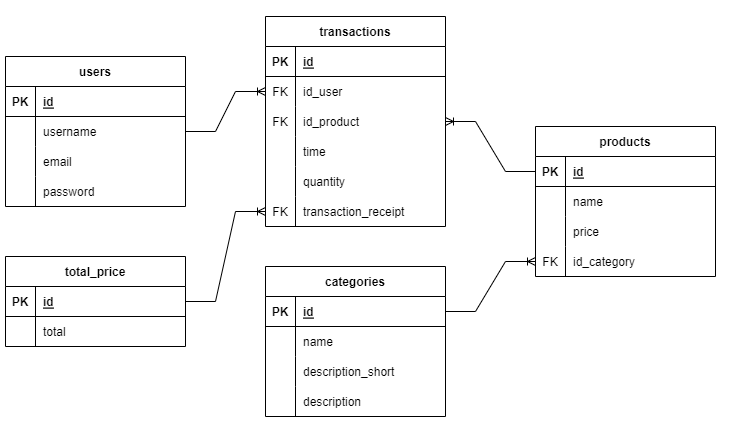 users
PK id
username
email
password
total_price
PK id
total
transactions
PK id
FK id_user
FK id_product
time
quantity
FK transaction_receipt
categories
PK id
name
description_short
description
products
PK id
name
price
FK id_category